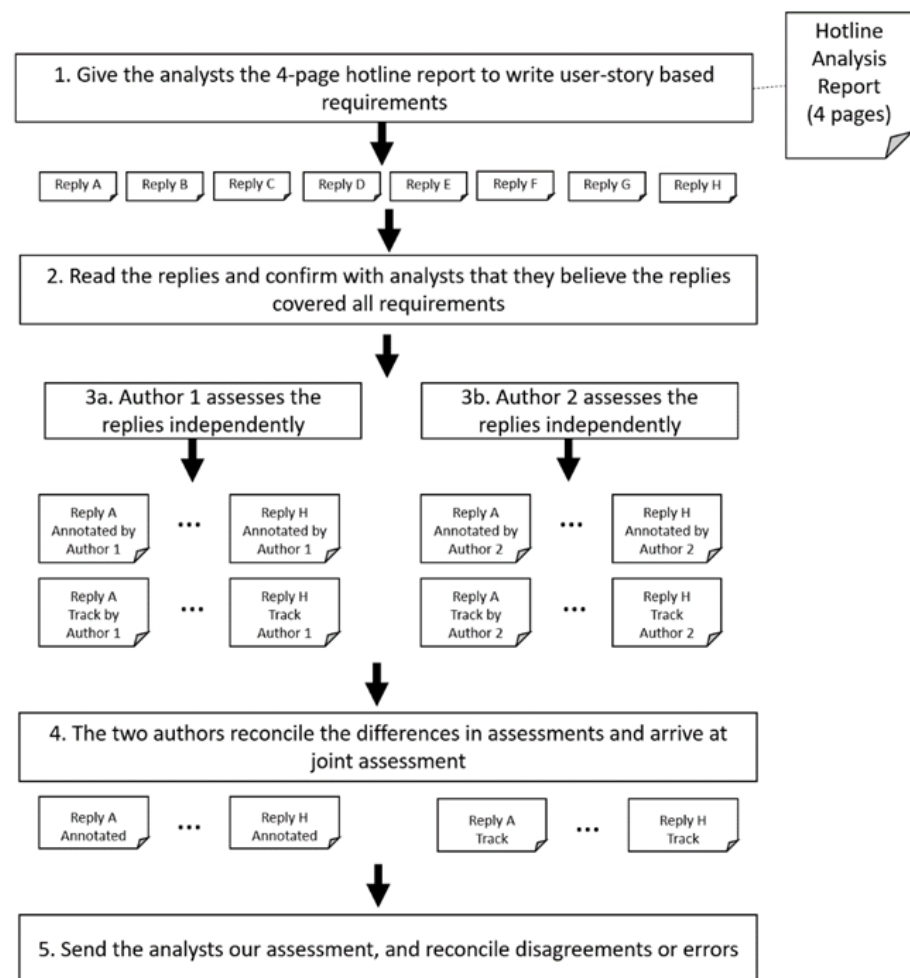 Hotline
Analysis
Report
(4 pages)
1. Give the analysts the 4-page hotline report to write user-story based
requirements
Reply A
Reply B
Reply C
Reply D
Reply E
Reply F
Reply G
Reply H
2. Read the replies and confirm with analysts that they believe the replies
covered all requirements
3a. Author 1 assesses the
replies independently
3b. Author 2 assesses the
replies independently
Reply A
Annotated by
Author 1
...
Reply H
Annotated by
Author 1
Reply A
Annotated by
Author 2
...
Reply H
Annotated by
Author 2
Reply A
Track by
Author 1
...
Reply H
Track
Author 1
Reply A
Track by
Author 2
...
Reply H
Track
Author 2
4. The two authors reconcile the differences in assessments and arrive at
joint assessment
Reply A
Annotated
...
Reply H
Annotated
Reply A
Track
...
Reply H
Track
5. Send the analysts our assessment, and reconcile disagreements or errors